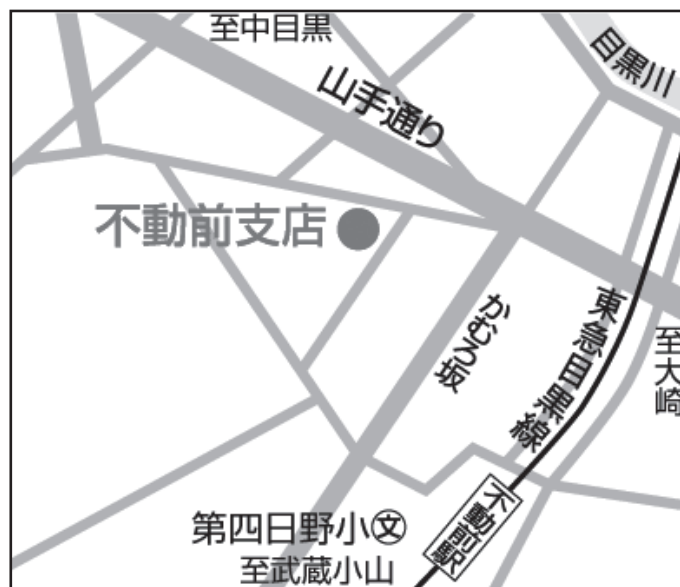 至中目黒
目黒川
山手通り
不動前支店
かむろ坂
東急目黒線
至大崎
第四日野小文
不動前駅
至武蔵小山